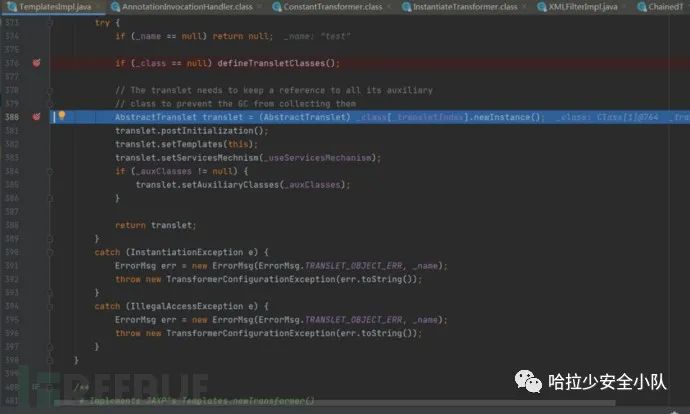 TemplatesImpl.java AnnotationInvocationHandler.class ConstantTransformer.class InstantiateTransformer.class XMLFilterImpl.java ChainedT
373 try {
374 if (_name == null) return null; _name: "test"
375
376 if (_class == null) defineTransletClasses();
377
378 // The translet needs to keep a reference to all its auxiliary
379 // class to prevent the GC from collecting them
380 AbstractTranslet translet = (AbstractTranslet) _class[_transletIndex].newInstance(); _class: Class[1]@764
381 translet.postInitialization();
382 translet.setTemplates(this);
383 translet.setServicesMechnism(_useServicesMechanism);
384 if (_auxClasses != null) {
385 translet.setAuxiliaryClasses(_auxClasses);
386 }
387
388 return translet;
389 }
390 catch (InstantiationException e) {
391 ErrorMsg err = new ErrorMsg(ErrorMsg.TRANSLET_OBJECT_ERR, _name);
392 throw new TransformerConfigurationException(err.toString());
393 }
394 catch (IllegalAccessException e) {
395 ErrorMsg err = new ErrorMsg(ErrorMsg.TRANSLET_OBJECT_ERR, _name);
396 throw new TransformerConfigurationException(err.toString());
397 }
398 }
399
400 /**
401 * Implements JAXP's Templates.newTransformer()
哈拉少安全小队